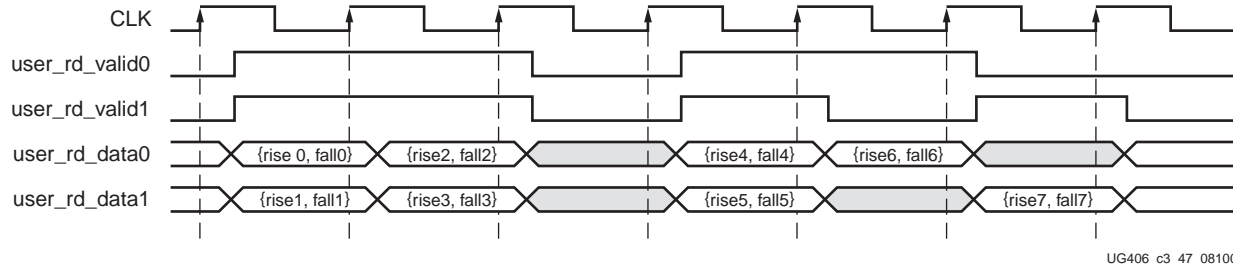 CLK
user_rd_valid0
user_rd_valid1
user_rd_data0 {rise 0, fall0} {rise2, fall2} {rise4, fall4} {rise6, fall6}
user_rd_data1 {rise1, fall1} {rise3, fall3} {rise5, fall5} {rise7, fall7}
UG406_c3_47_08100